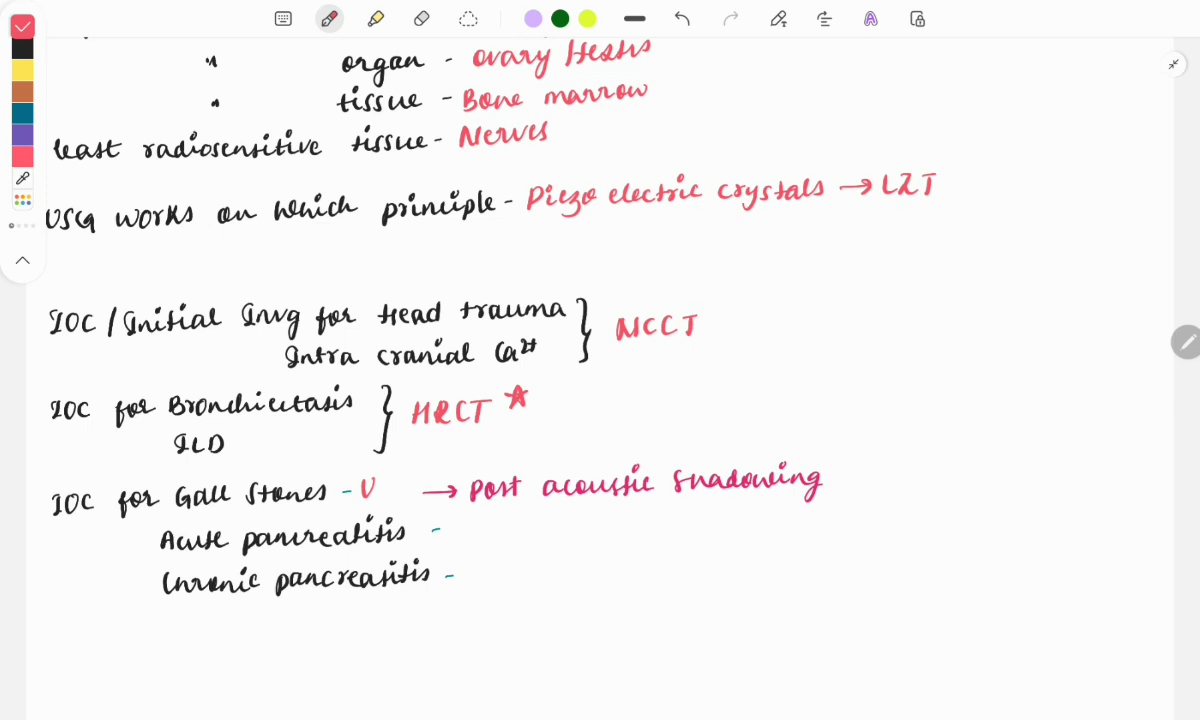 " organ - ovary testis
" tissue - Bone marrow
least radiosensitive tissue - Nerves
USG works on which principle - Piezo electric crystals → LZT
IOC / Initial Invg for Head trauma } NCCT
Intra cranial Ca²⁺
IOC for Bronchiectasis } HRCT ☆
ILD
IOC for Gall Stones - U → Post acoustic shadowing
Acute pancreatitis -
Chronic pancreatitis -